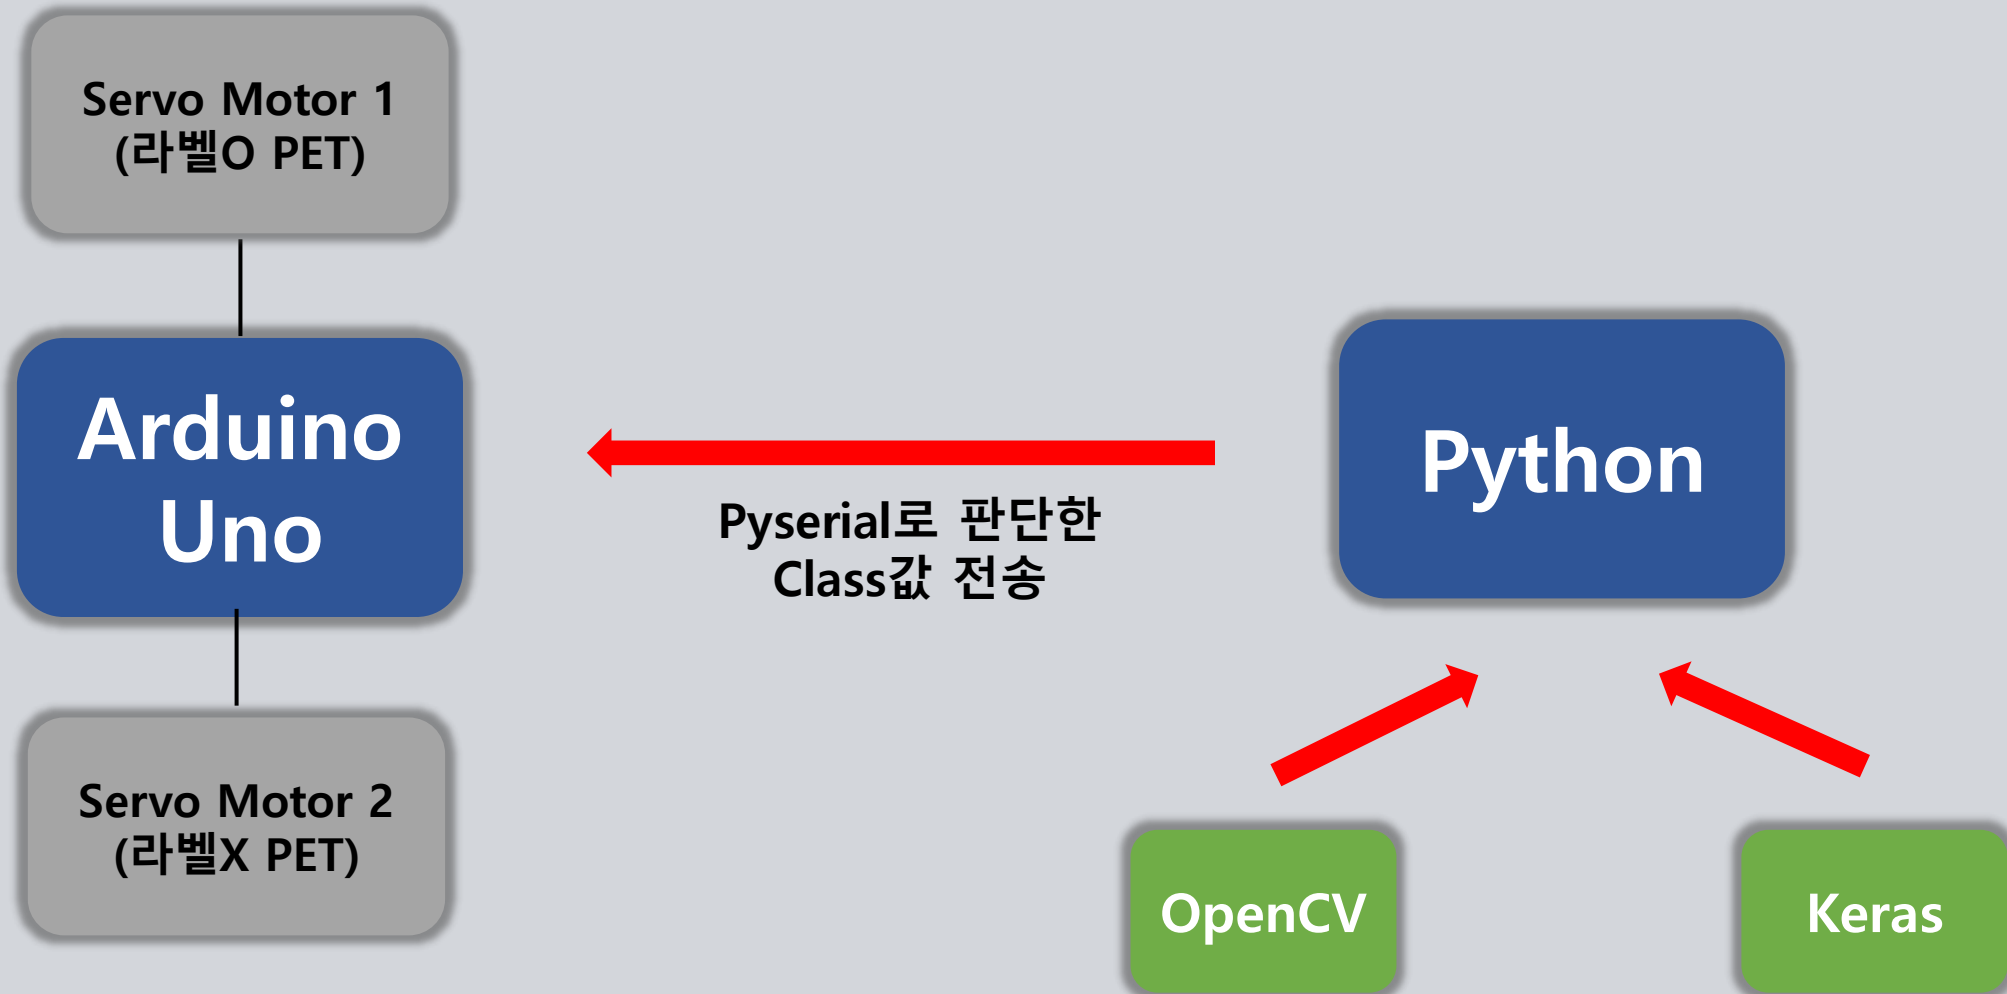 Servo Motor 1
(라벨O PET)
Arduino
Uno
Servo Motor 2
(라벨X PET)
Pyserial로 판단한
Class값 전송
Python
OpenCV
Keras